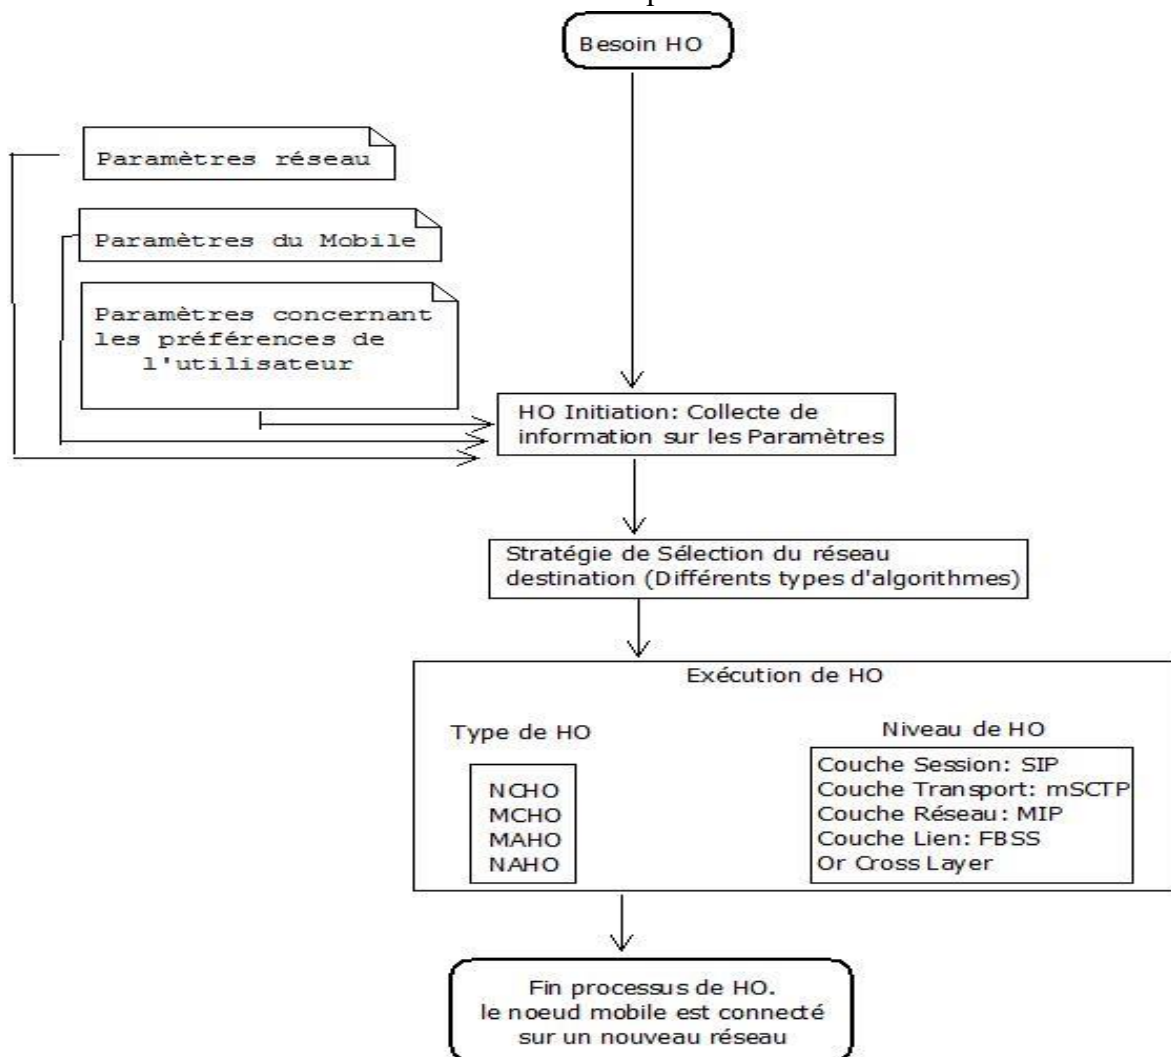 Besoin HO
Paramètres réseau
Paramètres du Mobile
Paramètres concernant
les préférences de
l'utilisateur
HO Initiation: Collecte de
information sur les Paramètres
Stratégie de Sélection du réseau
destination (Différents types d'algorithmes)
Exécution de HO
Type de HO
NCHO
MCHO
MAHO
NAHO
Niveau de HO
Couche Session: SIP
Couche Transport: mSCTP
Couche Réseau: MIP
Couche Lien: FBSS
Or Cross Layer
Fin processus de HO.
le noeud mobile est connecté
sur un nouveau réseau